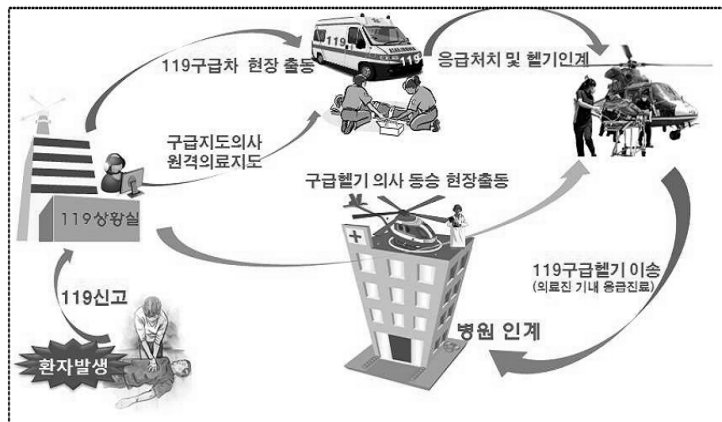 119구급차 현장 출동
119
119
응급처치 및 헬기인계
구급지도의사
원격의료지도
구급헬기 의사 동승 현장출동
119상황실
119신고
환자발생
119구급헬기 이송
(의료진 기내 응급진료)
병원 인계